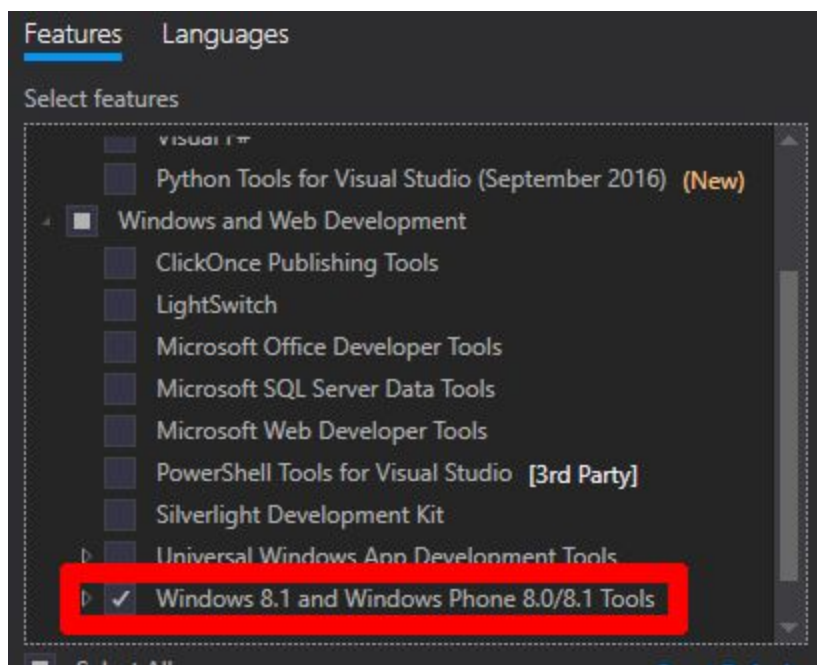 Features Languages
Select features
Python Tools for Visual Studio (September 2016) (New)
Windows and Web Development
ClickOnce Publishing Tools
LightSwitch
Microsoft Office Developer Tools
Microsoft SQL Server Data Tools
Microsoft Web Developer Tools
PowerShell Tools for Visual Studio [3rd Party]
Silverlight Development Kit
Universal Windows App Development Tools
Windows 8.1 and Windows Phone 8.0/8.1 Tools